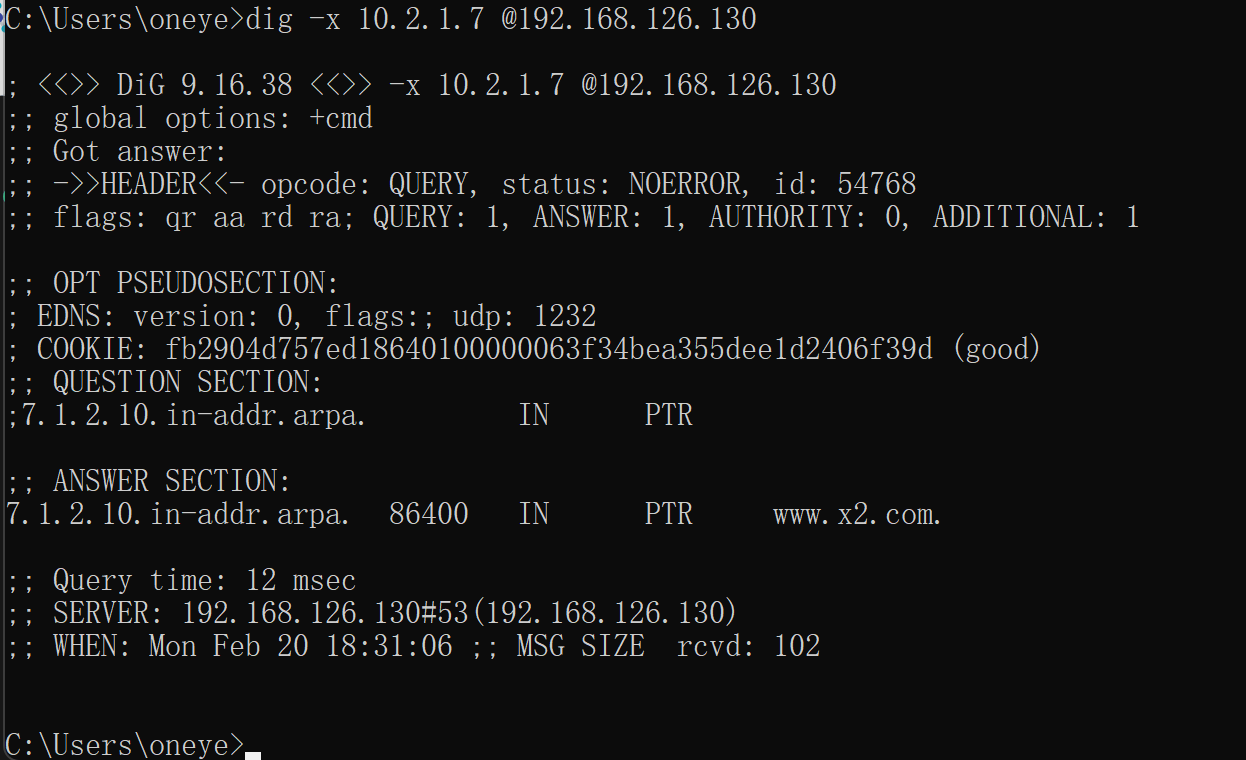 C:\Users\oneye>dig -x 10.2.1.7 @192.168.126.130
; <<>> DiG 9.16.38 <<>> -x 10.2.1.7 @192.168.126.130
;; global options: +cmd
;; Got answer:
;; ->>HEADER<<- opcode: QUERY, status: NOERROR, id: 54768
;; flags: qr aa rd ra; QUERY: 1, ANSWER: 1, AUTHORITY: 0, ADDITIONAL: 1
;; OPT PSEUDOSECTION:
; EDNS: version: 0, flags:; udp: 1232
; COOKIE: fb2904d757ed18640100000063f34bea355dee1d2406f39d (good)
;; QUESTION SECTION:
;7.1.2.10.in-addr.arpa. IN PTR
;; ANSWER SECTION:
7.1.2.10.in-addr.arpa. 86400 IN PTR www.x2.com.
;; Query time: 12 msec
;; SERVER: 192.168.126.130#53(192.168.126.130)
;; WHEN: Mon Feb 20 18:31:06 ;; MSG SIZE rcvd: 102
C:\Users\oneye>